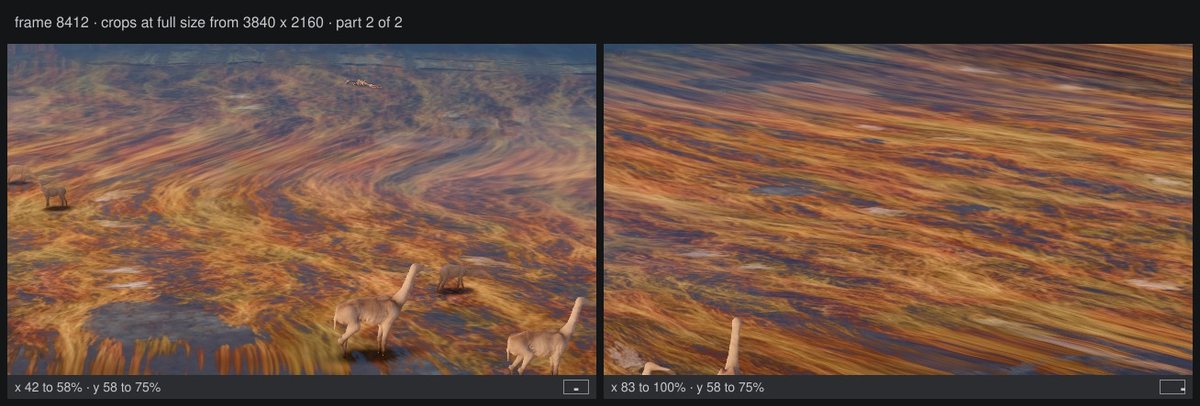 frame 8412 · crops at full size from 3840 x 2160 · part 2 of 2
x 42 to 58% · y 58 to 75%
x 83 to 100% · y 58 to 75%